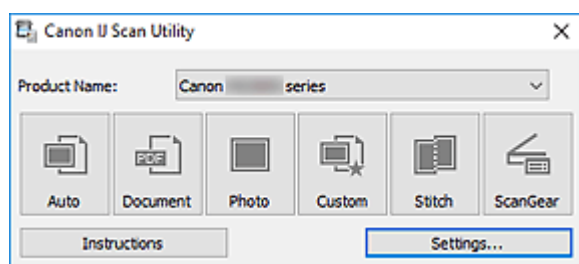 Canon IJ Scan Utility
Product Name: Canon series
PDF
Auto Document Photo Custom Stitch ScanGear
Instructions Settings...